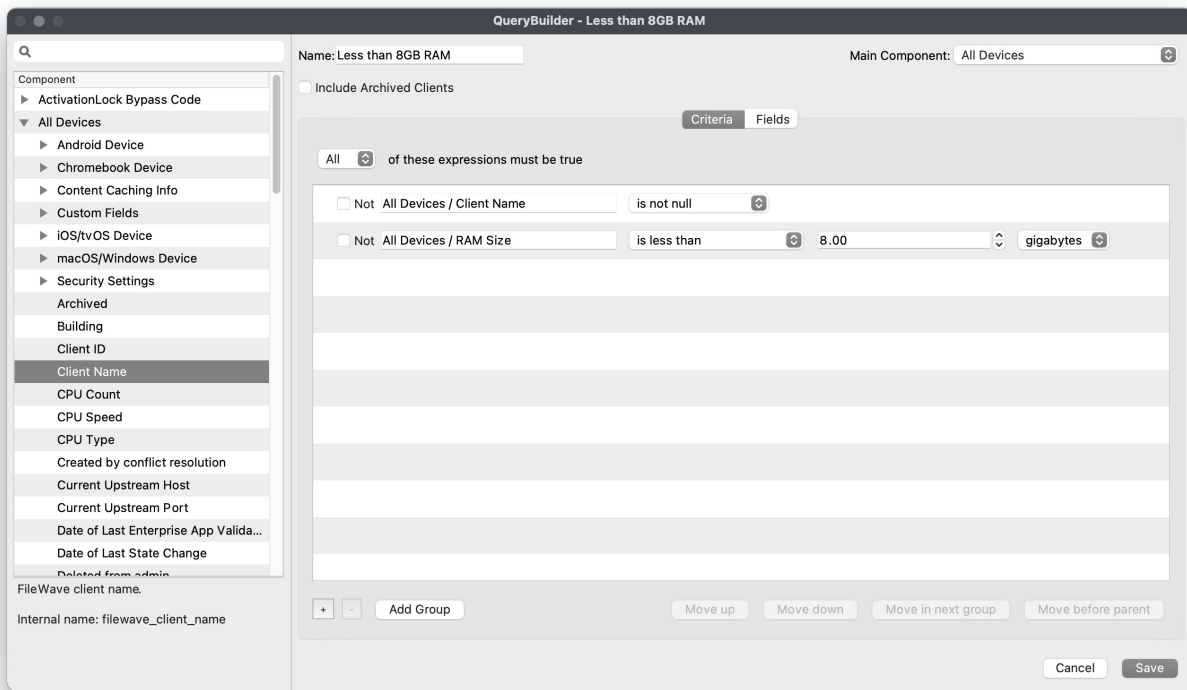 QueryBuilder - Less than 8GB RAM
Component
ActivationLock Bypass Code
All Devices
Android Device
Chromebook Device
Content Caching Info
Custom Fields
iOS/tvOS Device
macOS/Windows Device
Security Settings
Archived
Building
Client ID
Client Name
CPU Count
CPU Speed
CPU Type
Created by conflict resolution
Current Upstream Host
Current Upstream Port
Date of Last Enterprise App Valida...
Date of Last State Change
Deleted from admin
FileWave client name.
Internal name: filewave_client_name
Name: Less than 8GB RAM
Main Component: All Devices
Include Archived Clients
Criteria Fields
All of these expressions must be true
Not All Devices / Client Name is not null
Not All Devices / RAM Size is less than 8.00 gigabytes
+ - Add Group Move up Move down Move in next group Move before parent
Cancel Save